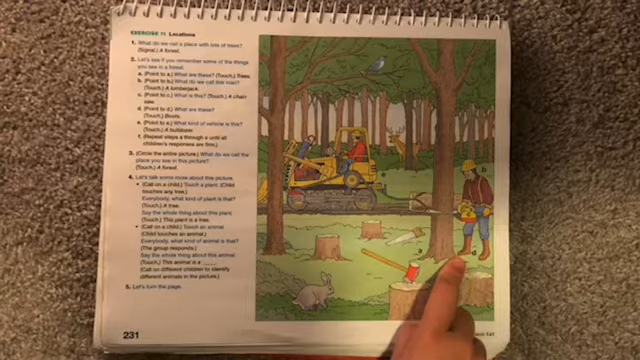 EXERCISE 11 Locations
1. What do we call a place with lots of trees?
(Signal.) A forest.
2. Let's see if you remember some of the things
you see in a forest.
a. (Point to a.) What are these? (Touch.) Trees.
b. (Point to b.) What do we call this man?
(Touch.) A lumberjack.
c. (Point to c.) What is this? (Touch.) A chain
saw.
d. (Point to d.) What are these?
(Touch.) Boots.
e. (Point to e.) What kind of vehicle is this?
(Touch.) A bulldozer.
f. (Repeat steps a through e until all
children's responses are firm.)
3. (Circle the entire picture.) What do we call the
place you see in this picture?
(Touch.) A forest.
4. Let's talk some more about this picture.
• (Call on a child.) Touch a plant. (Child
touches any tree.)
Everybody, what kind of plant is that?
(Touch.) A tree.
Say the whole thing about this plant.
(Touch.) This plant is a tree.
• (Call on a child.) Touch an animal.
(Child touches an animal.)
Everybody, what kind of animal is that?
(The group responds.)
Say the whole thing about this animal.
(Touch.) This animal is a ____.
(Call on different children to identify
different animals in the picture.)
5. Let's turn the page.
231
b
e
a
d